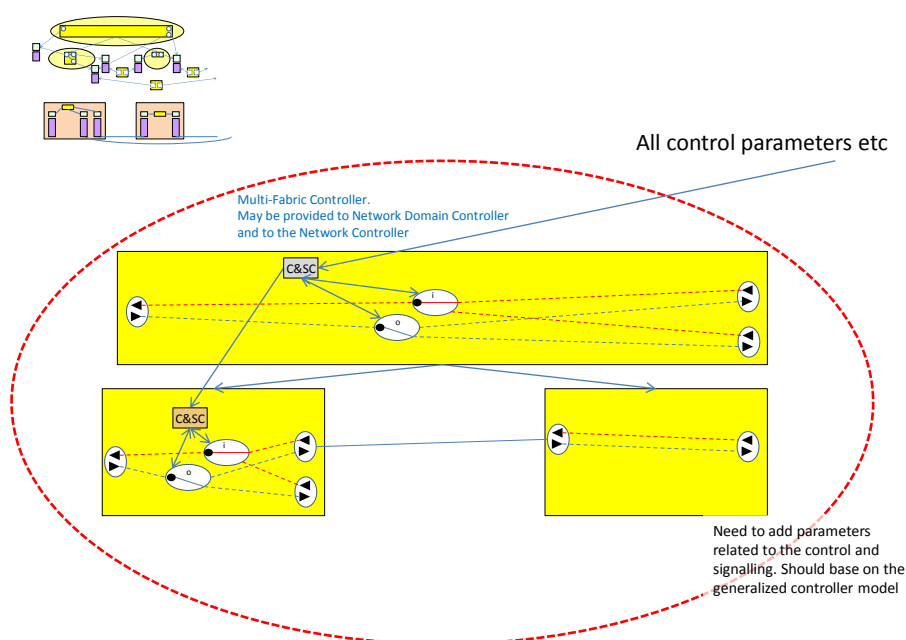 All control parameters etc
Multi-Fabric Controller.
May be provided to Network Domain Controller
and to the Network Controller
C&SC
i
o
C&SC
i
o
Need to add parameters
related to the control and
signalling. Should base on the
generalized controller model